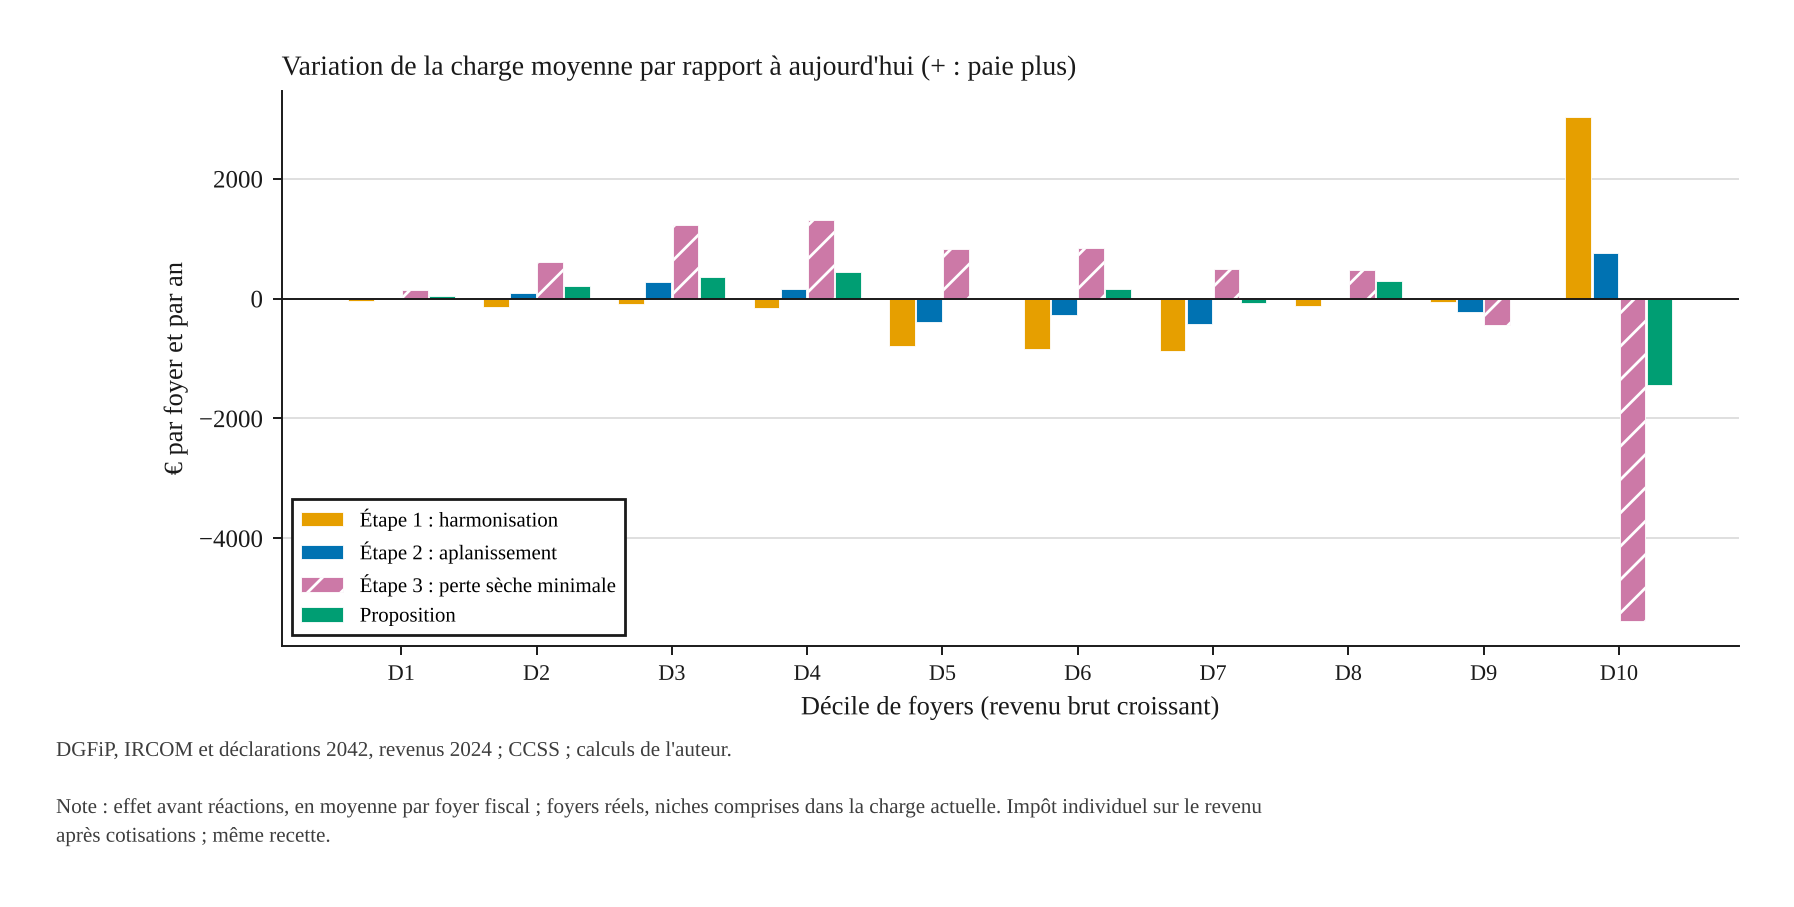 Variation de la charge moyenne par rapport à aujourd'hui (+ : paie plus)
€ par foyer et par an
2000
0
−2000
−4000
Étape 1 : harmonisation
Étape 2 : aplanissement
Étape 3 : perte sèche minimale
Proposition
D1 D2 D3 D4 D5 D6 D7 D8 D9 D10
Décile de foyers (revenu brut croissant)
DGFiP, IRCOM et déclarations 2042, revenus 2024 ; CCSS ; calculs de l'auteur.
Note : effet avant réactions, en moyenne par foyer fiscal ; foyers réels, niches comprises dans la charge actuelle. Impôt individuel sur le revenu
après cotisations ; même recette.